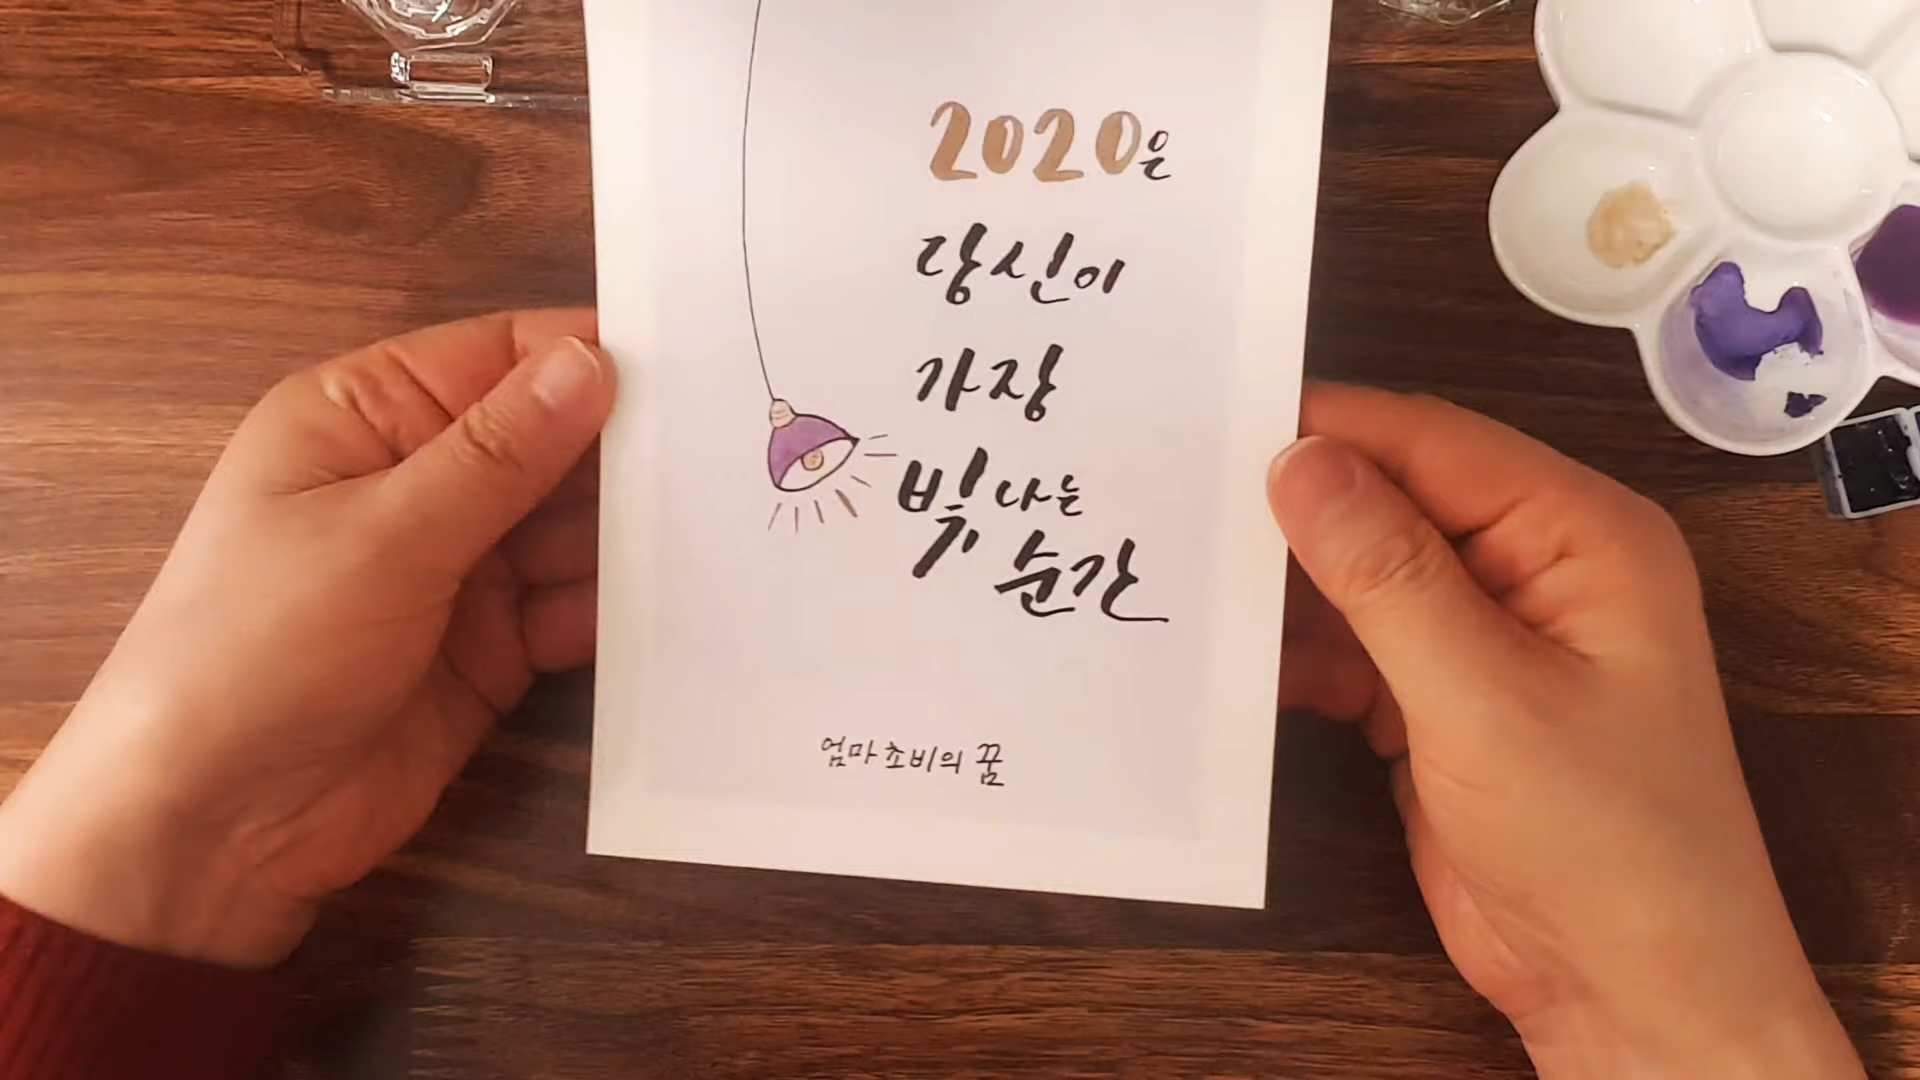 2020은
당신이
가장
빛나는
순간
엄마초비의 꿈